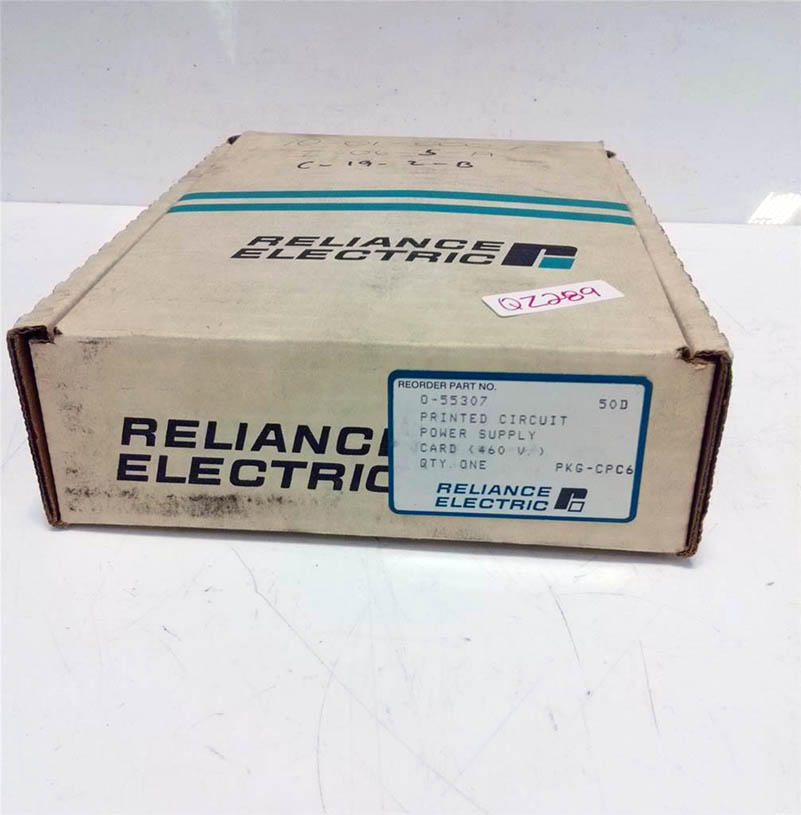 C-19-2-B
RELIANCE
ELECTRIC
QZ289
RELIANC
ELECTRIC
REORDER PART NO.
0-55307 50D
PRINTED CIRCUIT
POWER SUPPLY
CARD (460 V.)
QTY. ONE PKG-CPC6
RELIANCE
ELECTRIC